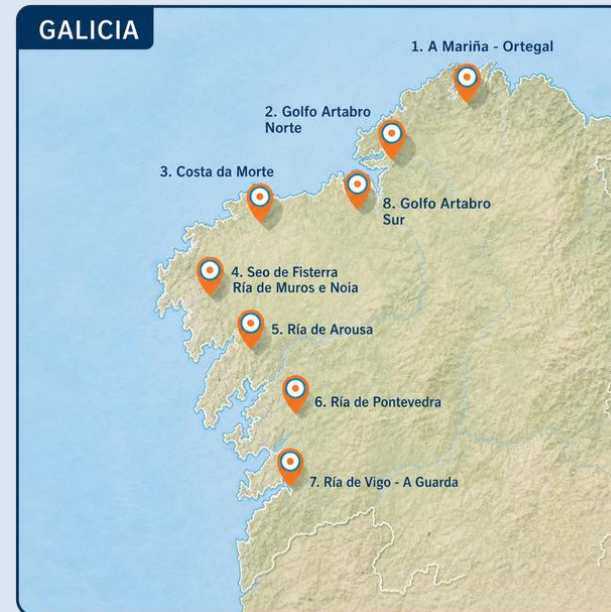 GALICIA
1. A Mariña - Ortegal
2. Golfo Artabro
Norte
3. Costa da Morte
8. Golfo Artabro
Sur
4. Seo de Fisterra
Ría de Muros e Noia
5. Ría de Arousa
6. Ría de Pontevedra
7. Ría de Vigo - A Guarda